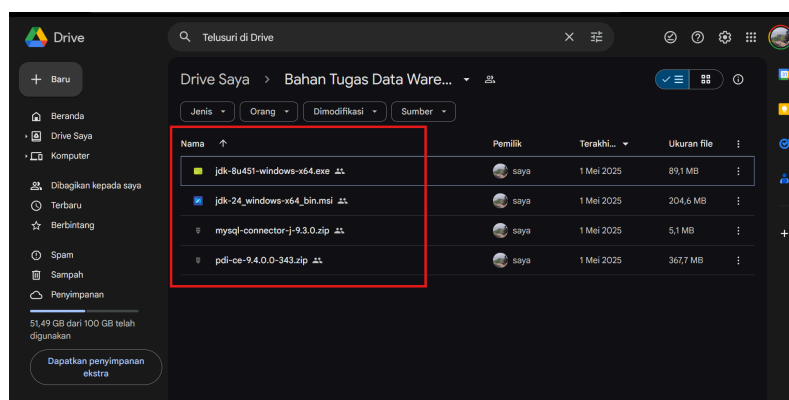 Drive
Telusuri di Drive
Baru
Drive Saya > Bahan Tugas Data Ware...
Jenis
Orang
Dimodifikasi
Sumber
Beranda
Drive Saya
Komputer
Dibagikan kepada saya
Terbaru
Berbintang
Spam
Sampah
Penyimpanan
51,49 GB dari 100 GB telah
digunakan
Dapatkan penyimpanan
ekstra
Nama Pemilik Terakhi... Ukuran file
jdk-8u451-windows-x64.exe saya 1 Mei 2025 89,1 MB
jdk-24_windows-x64_bin.msi saya 1 Mei 2025 204,6 MB
mysql-connector-j-9.3.0.zip saya 1 Mei 2025 5,1 MB
pdi-ce-9.4.0.0-343.zip saya 1 Mei 2025 367,7 MB